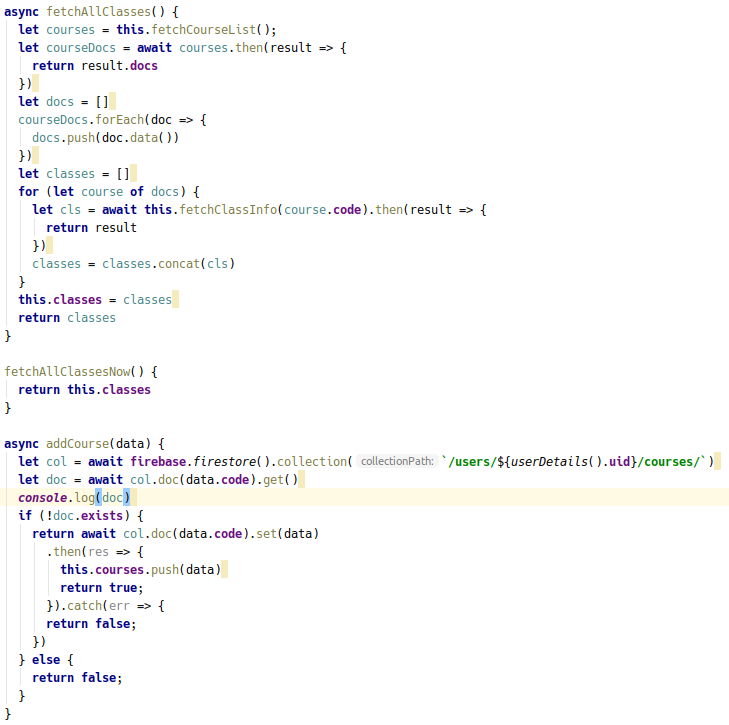 async fetchAllClasses() {
let courses = this.fetchCourseList();
let courseDocs = await courses.then(result => {
return result.docs
})
let docs = []
courseDocs.forEach(doc => {
docs.push(doc.data())
})
let classes = []
for (let course of docs) {
let cls = await this.fetchClassInfo(course.code).then(result => {
return result
})
classes = classes.concat(cls)
}
this.classes = classes
return classes
}
fetchAllClassesNow() {
return this.classes
}
async addCourse(data) {
let col = await firebase.firestore().collection( collectionPath: `/users/${userDetails().uid}/courses/`)
let doc = await col.doc(data.code).get()
console.log(doc)
if (!doc.exists) {
return await col.doc(data.code).set(data)
.then(res => {
this.courses.push(data)
return true;
}).catch(err => {
return false;
})
} else {
return false;
}
}